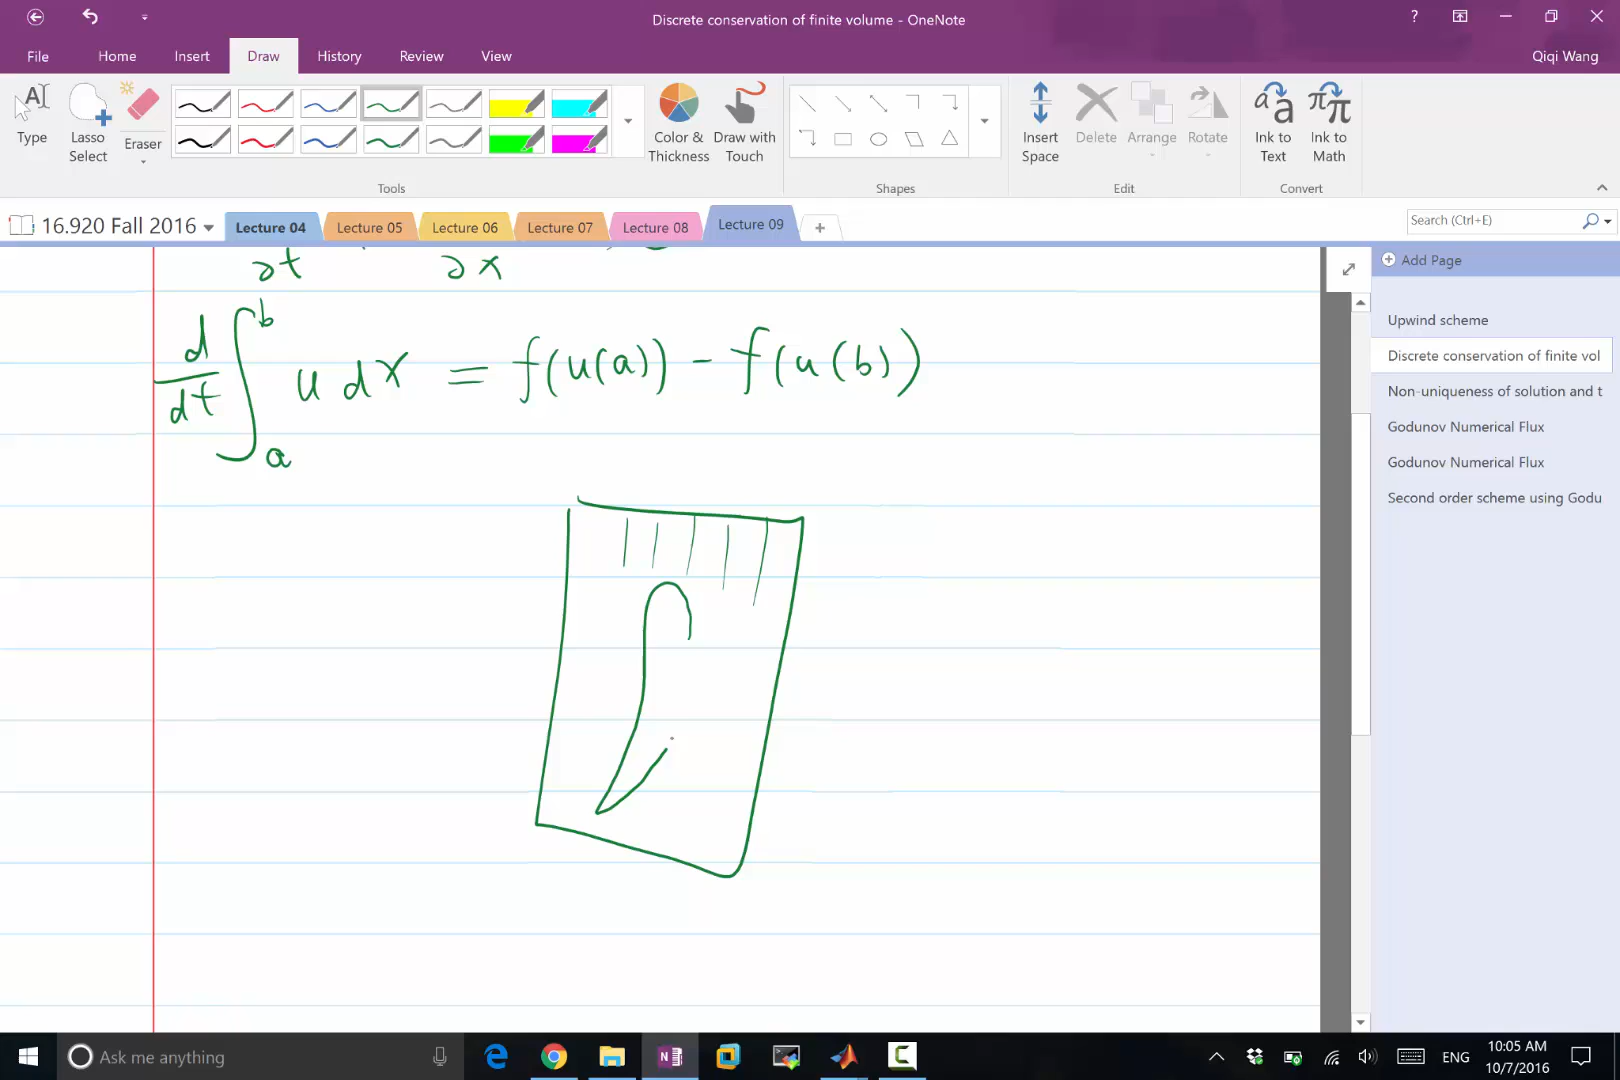 Discrete conservation of finite volume - OneNote
?
File Home Insert Draw History Review View
Qiqi Wang
Type
Lasso Select
Eraser
Color & Thickness
Draw with Touch
Insert Space
Delete
Arrange
Rotate
Ink to Text
Ink to Math
Tools
Shapes
Edit
Convert
16.920 Fall 2016
Lecture 04
Lecture 05
Lecture 06
Lecture 07
Lecture 08
Lecture 09
+
Search (Ctrl+E)
Add Page
Upwind scheme
Discrete conservation of finite vol
Non-uniqueness of solution and t
Godunov Numerical Flux
Godunov Numerical Flux
Second order scheme using Godu
∂t ∂x
d/dt ∫_a^b u dx = f(u(a)) - f(u(b))
Ask me anything
ENG
10:05 AM
10/7/2016